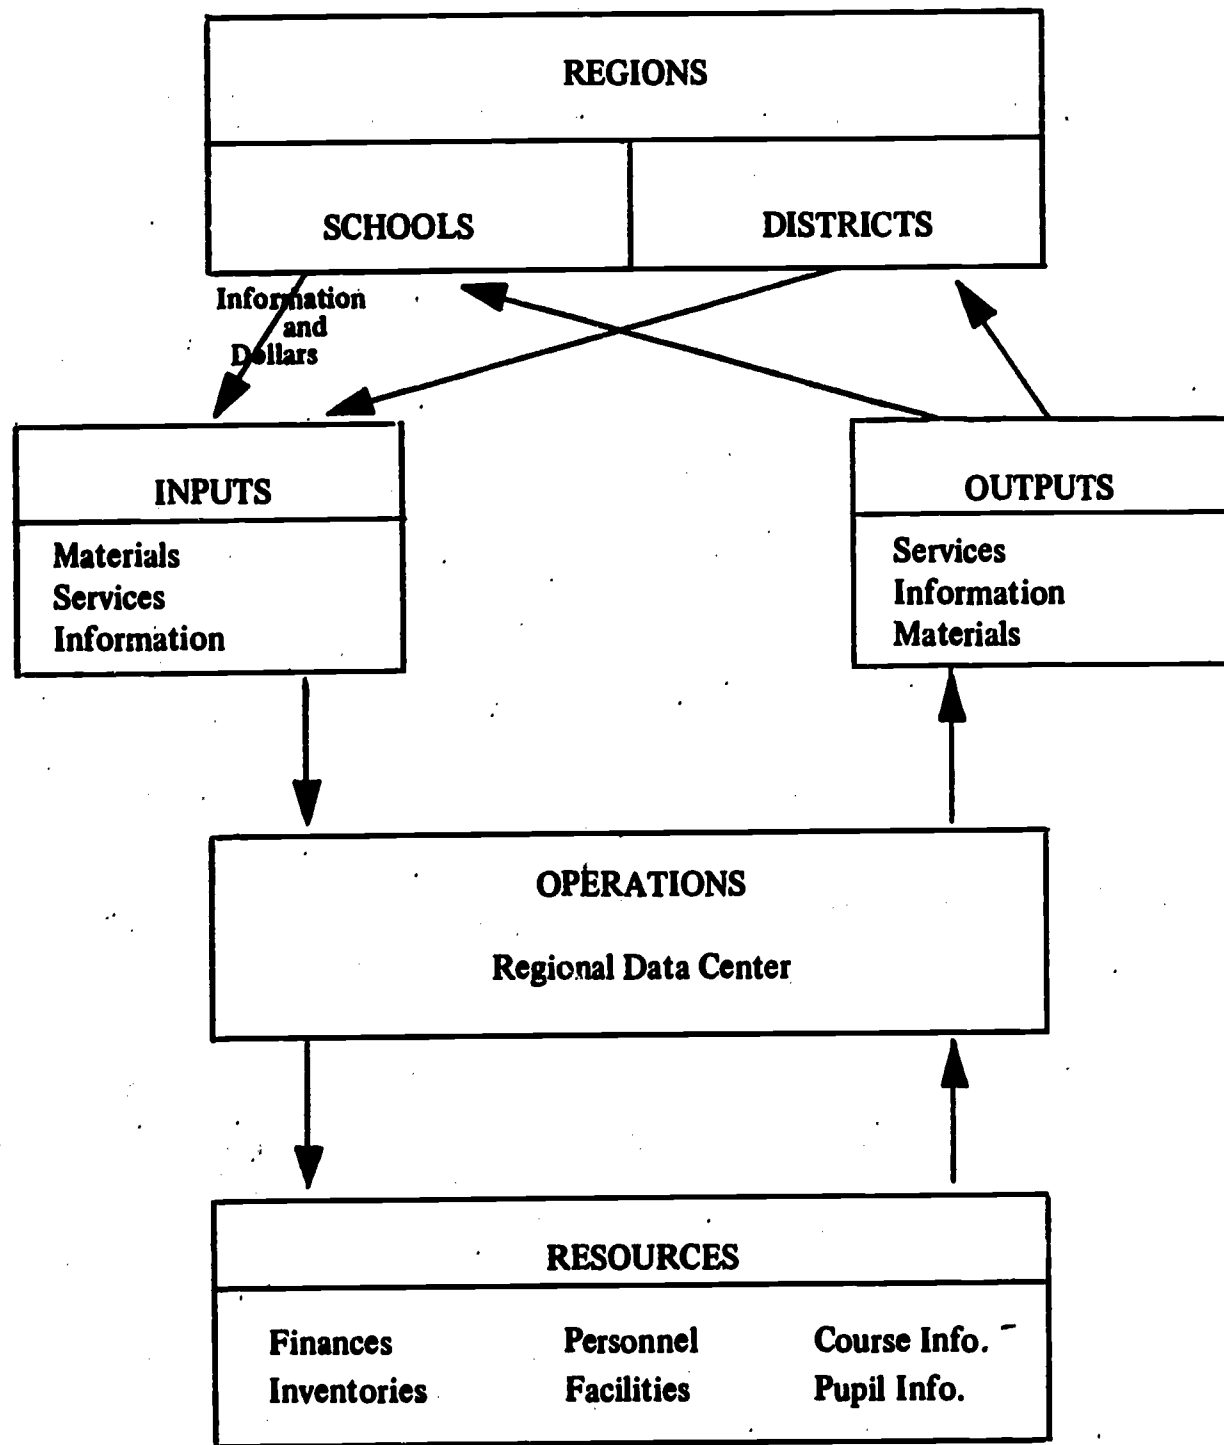 REGIONS
SCHOOLS
DISTRICTS
Information
and
Dollars
INPUTS
Materials
Services
Information
OUTPUTS
Services
Information
Materials
OPERATIONS
Regional Data Center
RESOURCES
Finances Personnel Course Info.
Inventories Facilities Pupil Info.